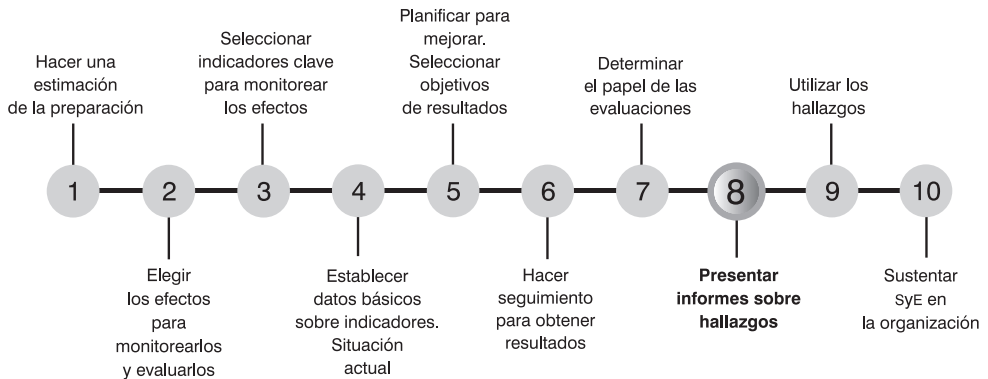 Hacer una
estimación
de la preparación
Seleccionar
indicadores clave
para monitorear
los efectos
Planificar para
mejorar.
Seleccionar
objetivos
de resultados
Determinar
el papel de las
evaluaciones
Utilizar los
hallazgos
1 2 3 4 5 6 7 8 9 10
Elegir
los efectos
para
monitorearlos
y evaluarlos
Establecer
datos básicos
sobre indicadores.
Situación
actual
Hacer
seguimiento
para obtener
resultados
Presentar
informes sobre
hallazgos
Sustentar
SyE en
la organización